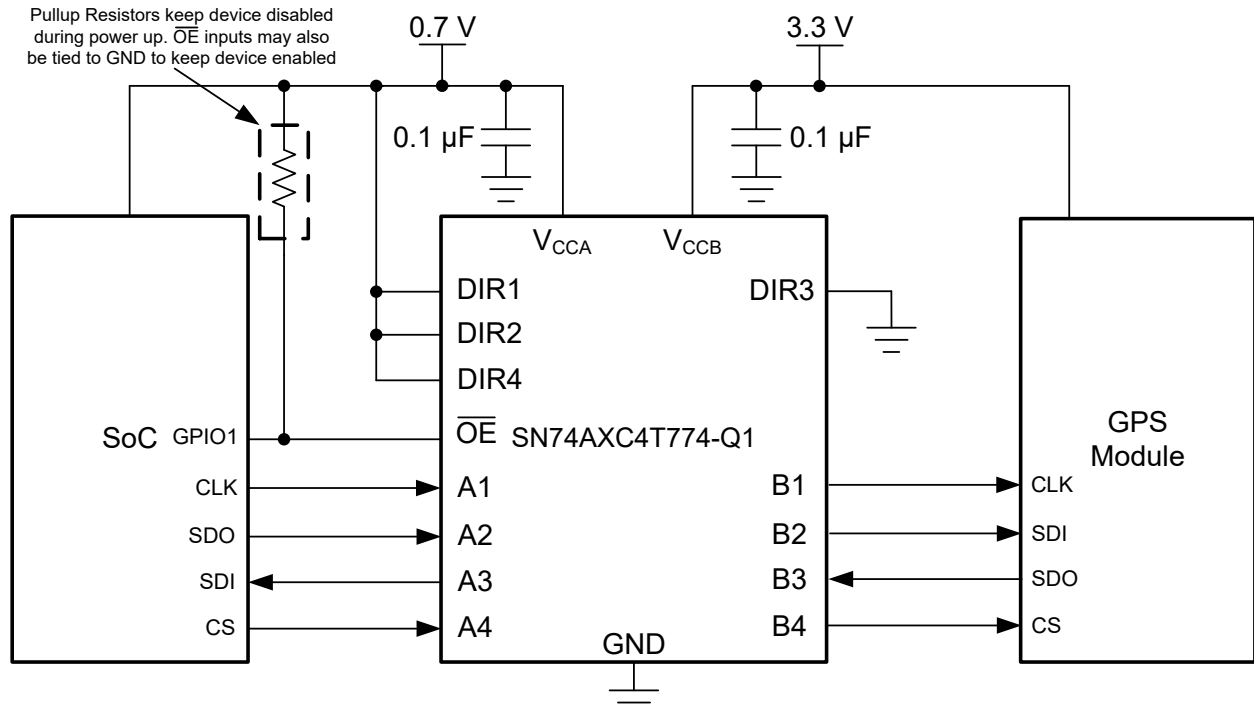 Pullup Resistors keep device disabled
during power up. O̅E̅ inputs may also
be tied to GND to keep device enabled
0.7 V
3.3 V
0.1 µF
0.1 µF
VCCA
VCCB
DIR1
DIR3
DIR2
DIR4
SoC
GPIO1
O̅E̅
SN74AXC4T774-Q1
GPS
Module
CLK
A1
B1
CLK
SDO
A2
B2
SDI
SDI
A3
B3
SDO
CS
A4
B4
CS
GND